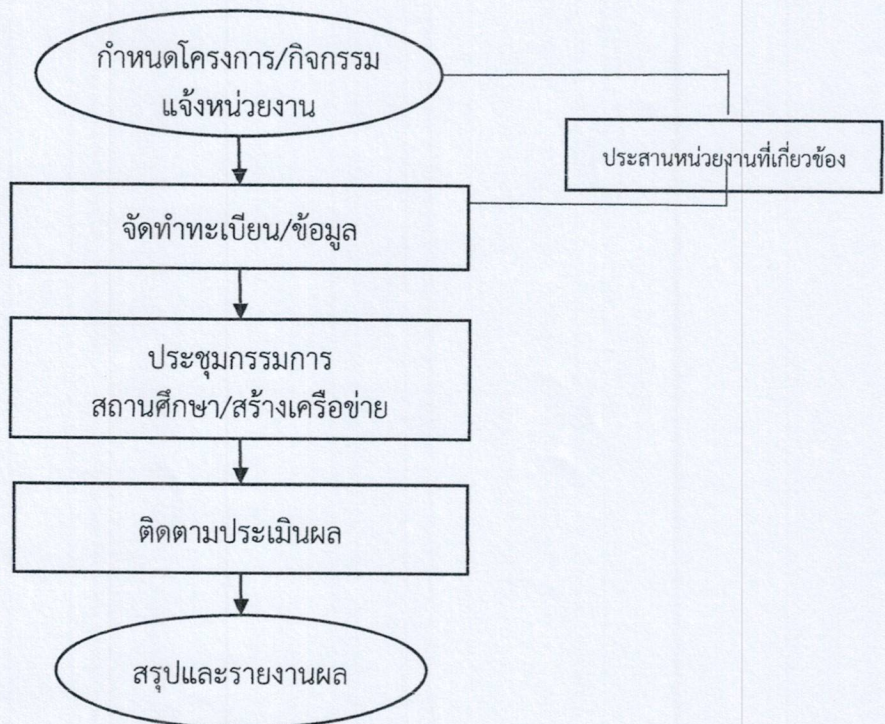 กำหนดโครงการ/กิจกรรม
แจ้งหน่วยงาน
ประสานหน่วยงานที่เกี่ยวข้อง
จัดทำทะเบียน/ข้อมูล
ประชุมกรรมการ
สถานศึกษา/สร้างเครือข่าย
ติดตามประเมินผล
สรุปและรายงานผล